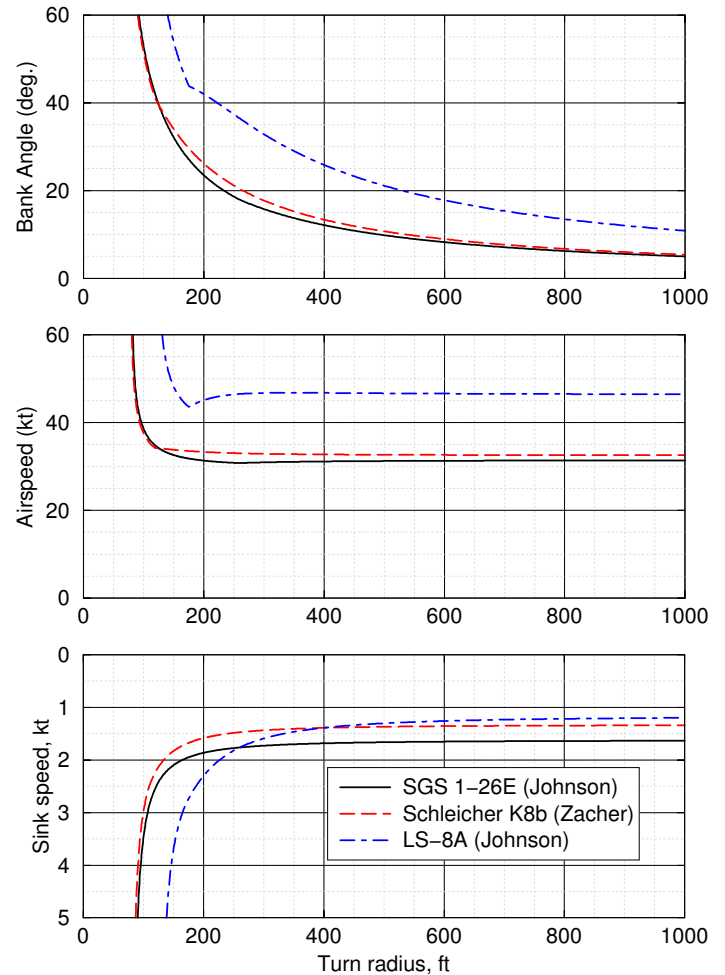 60
40
20
0
Bank Angle (deg.)
0 200 400 600 800 1000
60
40
20
0
Airspeed (kt)
0 200 400 600 800 1000
0
1
2
3
4
5
Sink speed, kt
SGS 1−26E (Johnson)
Schleicher K8b (Zacher)
LS−8A (Johnson)
0 200 400 600 800 1000
Turn radius, ft